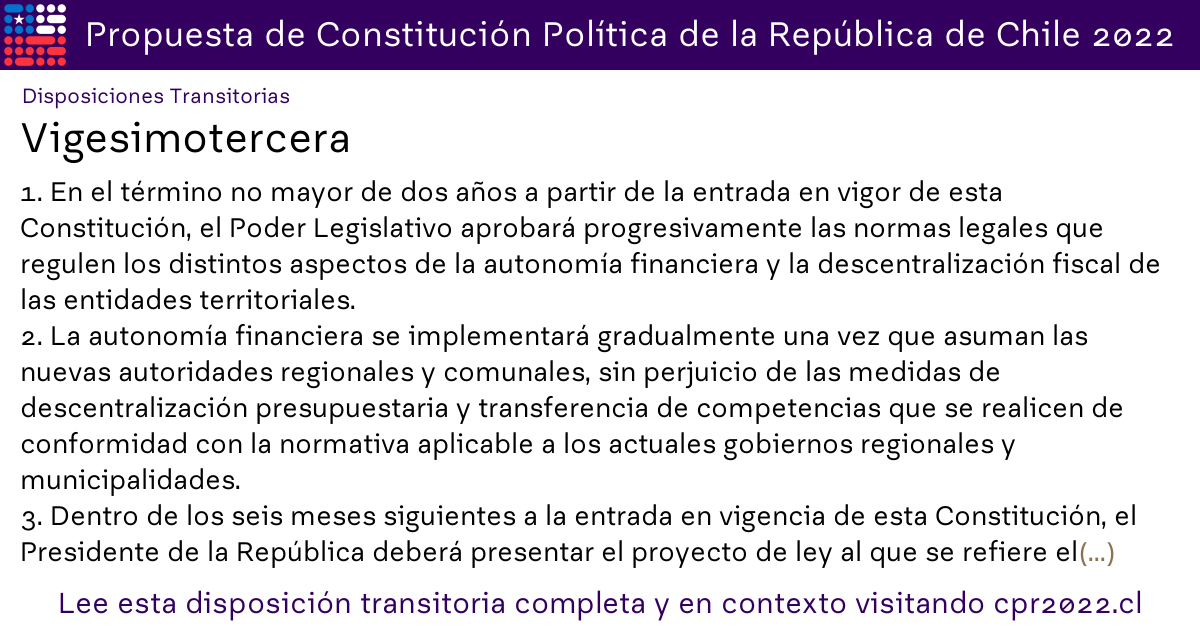 Propuesta de Constitución Política de la República de Chile 2022
Disposiciones Transitorias
Vigesimotercera
1. En el término no mayor de dos años a partir de la entrada en vigor de esta
Constitución, el Poder Legislativo aprobará progresivamente las normas legales que
regulen los distintos aspectos de la autonomía financiera y la descentralización fiscal de
las entidades territoriales.
2. La autonomía financiera se implementará gradualmente una vez que asuman las
nuevas autoridades regionales y comunales, sin perjuicio de las medidas de
descentralización presupuestaria y transferencia de competencias que se realicen de
conformidad con la normativa aplicable a los actuales gobiernos regionales y
municipalidades.
3. Dentro de los seis meses siguientes a la entrada en vigencia de esta Constitución, el
Presidente de la República deberá presentar el proyecto de ley al que se refiere el(...)
Lee esta disposición transitoria completa y en contexto visitando cpr2022.cl